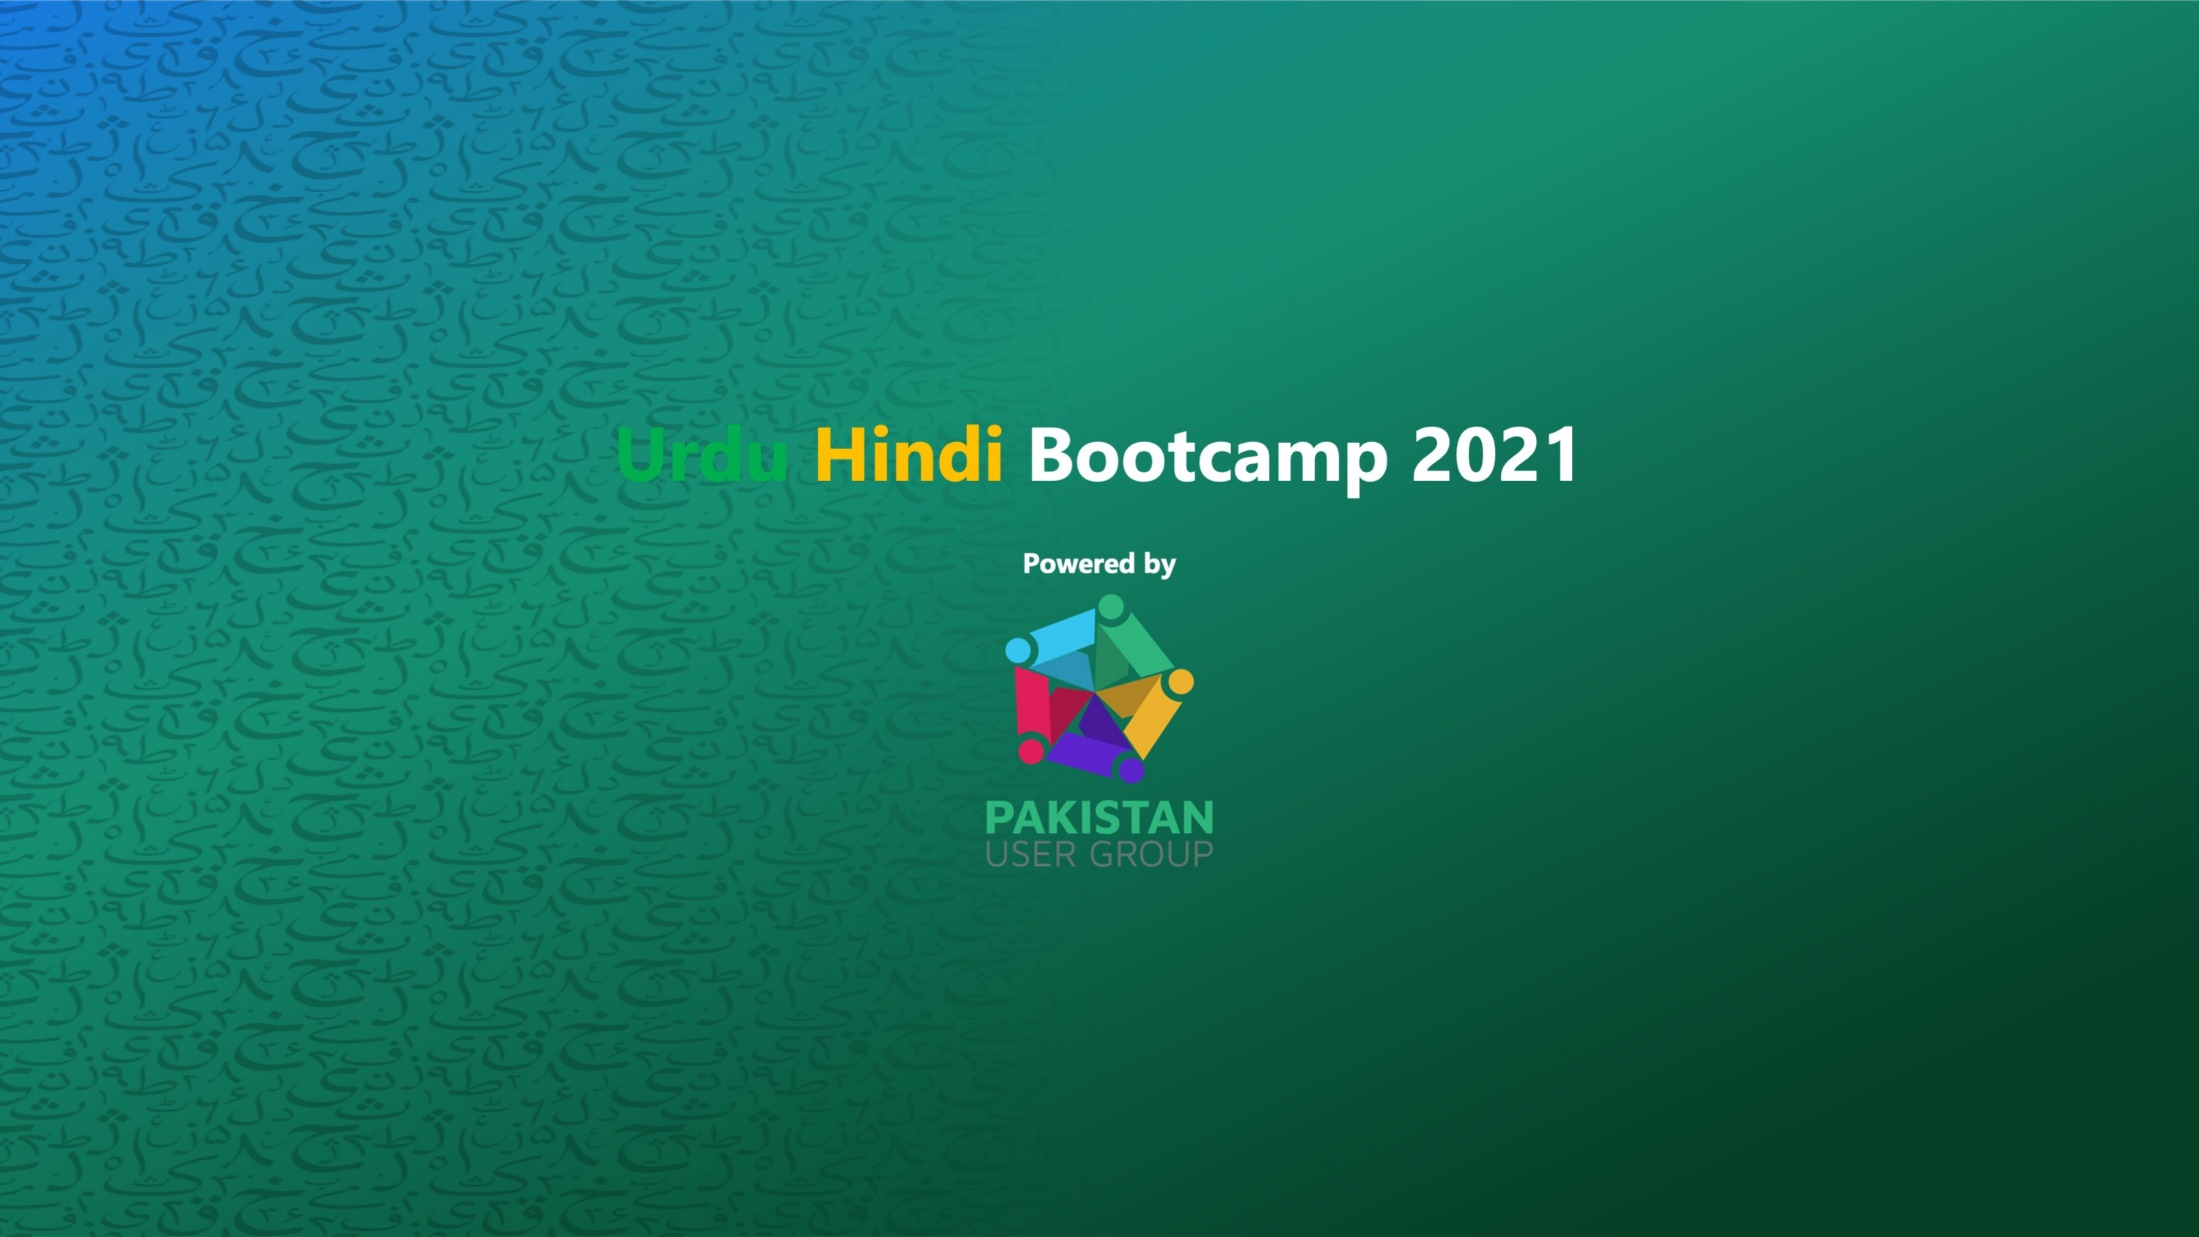 Urdu Hindi Bootcamp 2021
Powered by
PAKISTAN
USER GROUP